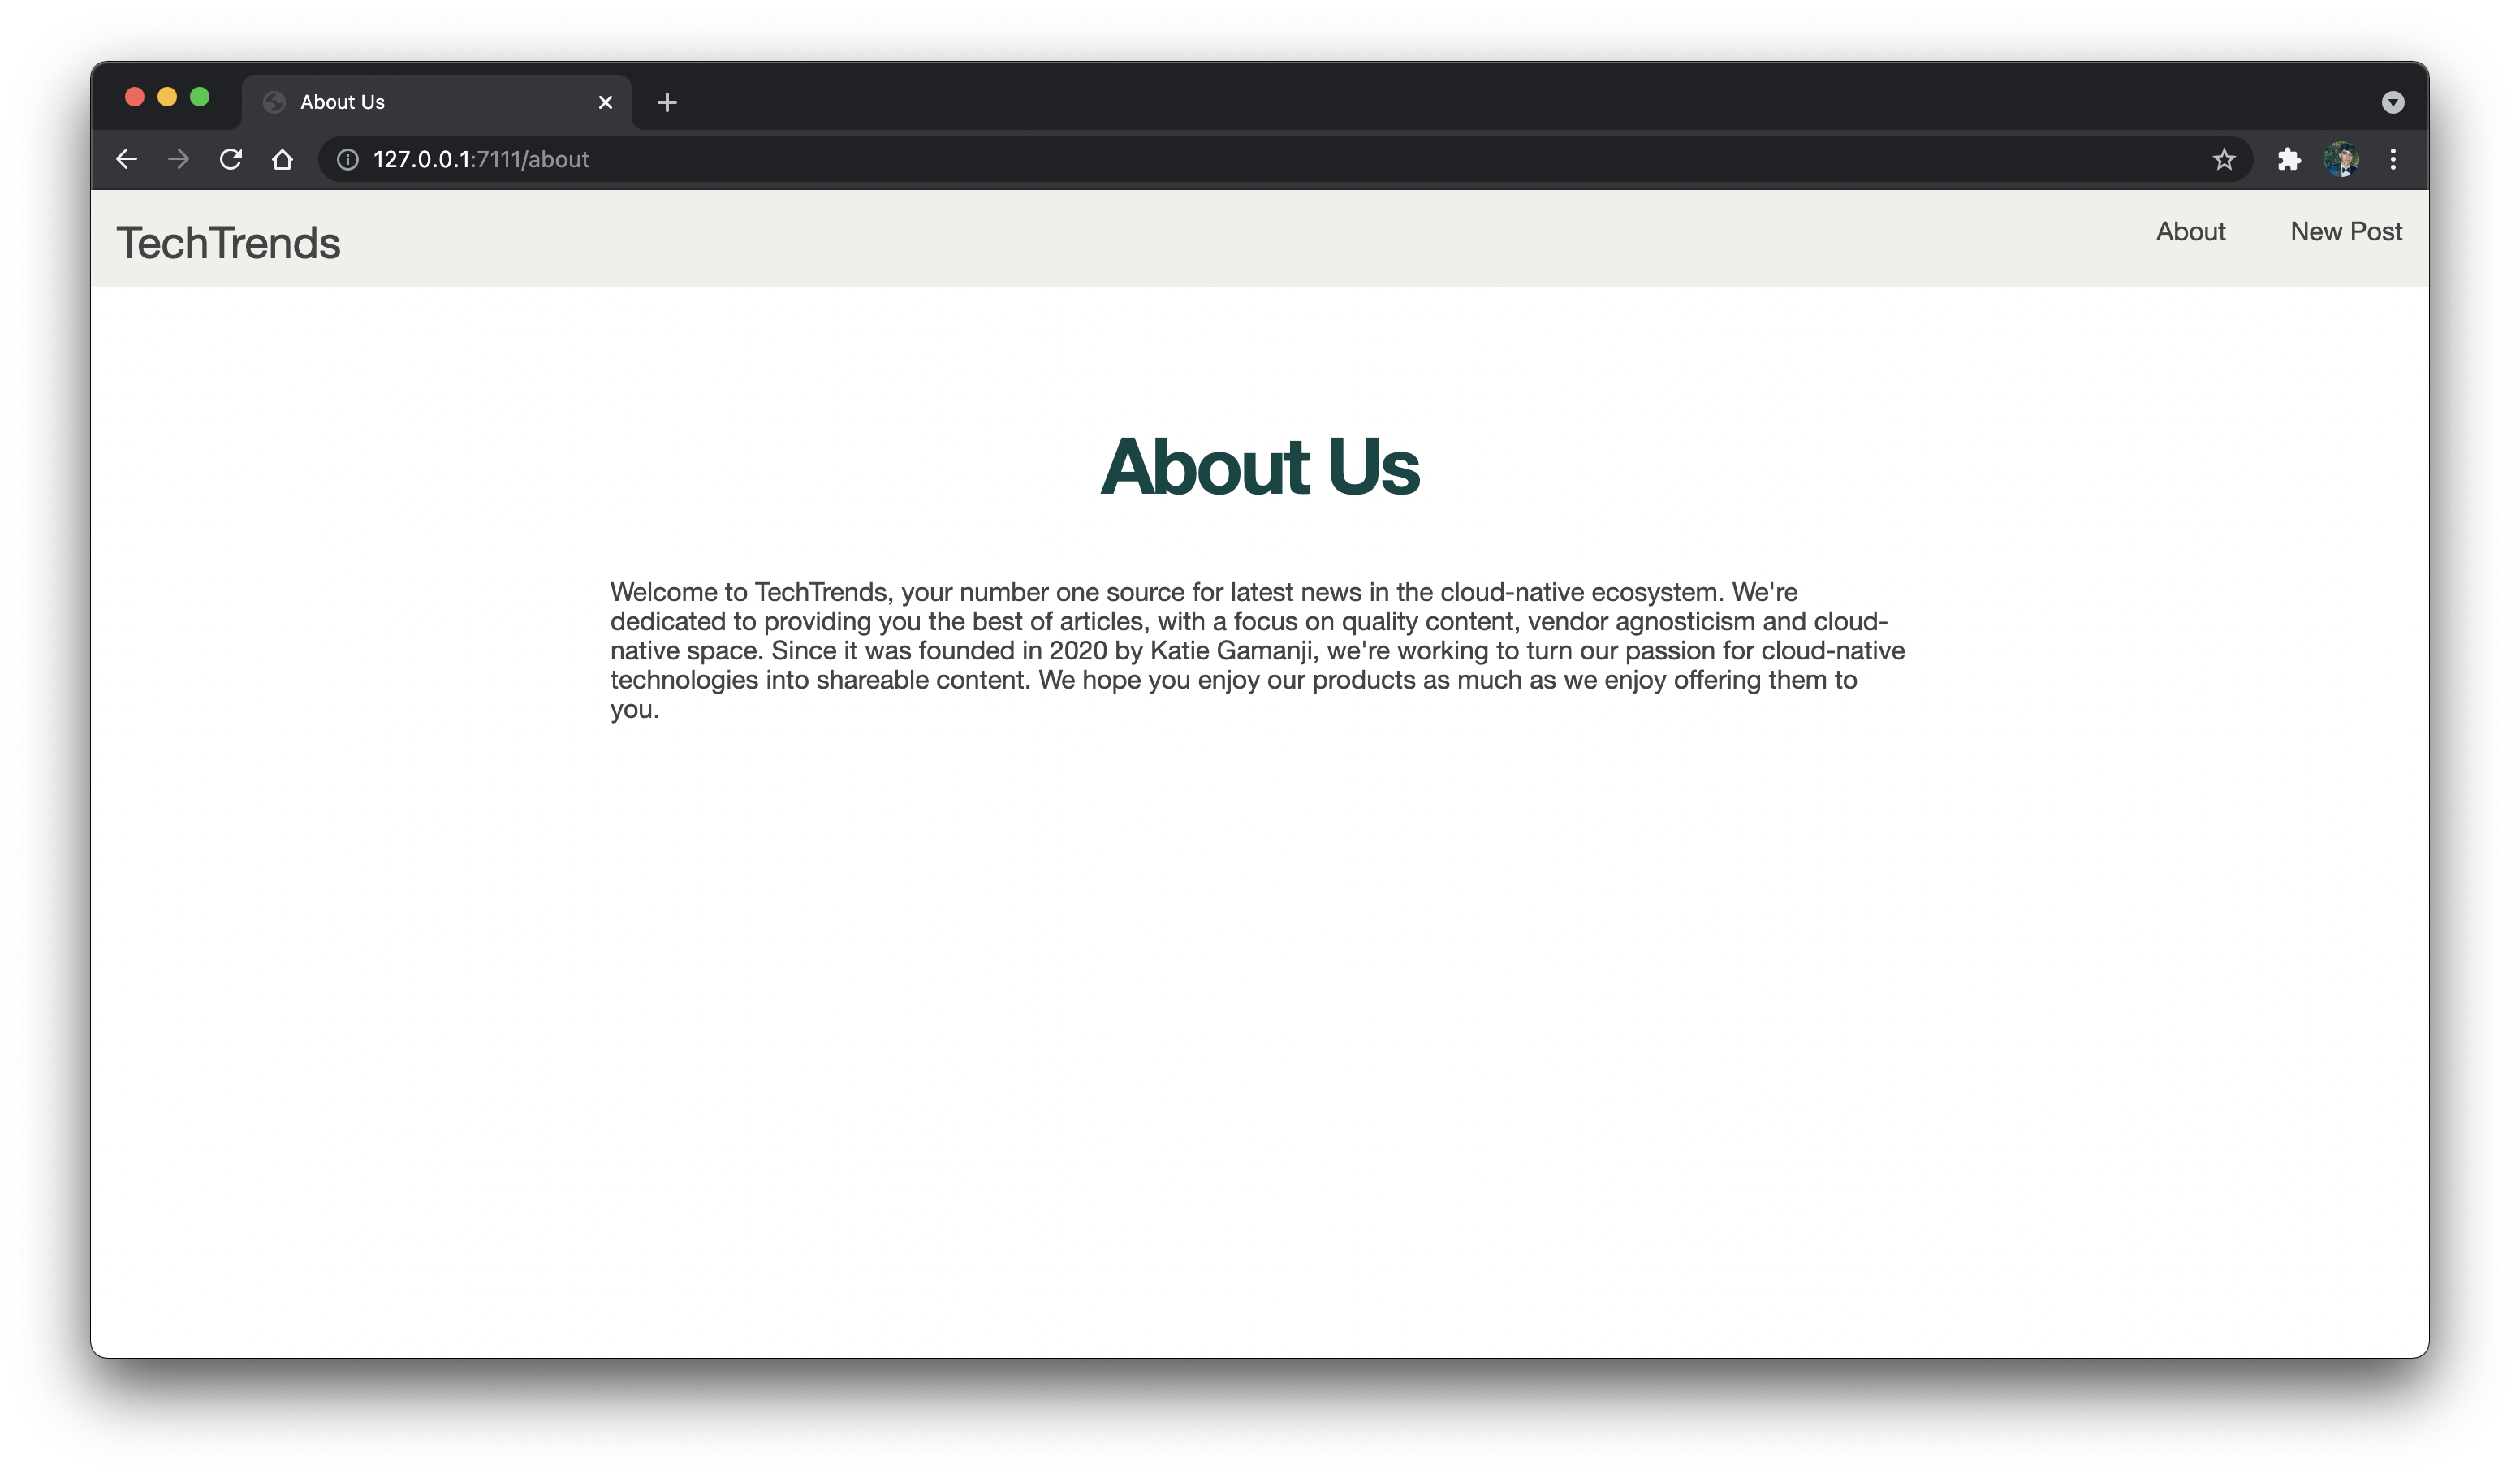 About Us
127.0.0.1:7111/about
TechTrends
About New Post
About Us
Welcome to TechTrends, your number one source for latest news in the cloud-native ecosystem. We're
dedicated to providing you the best of articles, with a focus on quality content, vendor agnosticism and cloud-
native space. Since it was founded in 2020 by Katie Gamanji, we're working to turn our passion for cloud-native
technologies into shareable content. We hope you enjoy our products as much as we enjoy offering them to
you.